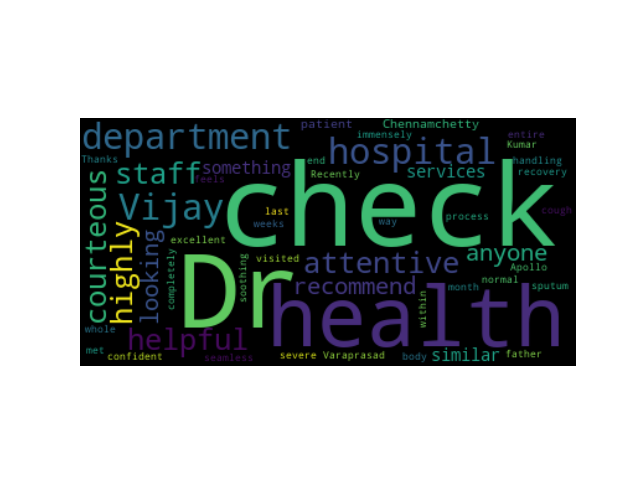 patient Chennamchetty
department immensely entire
hospital Kumar
Thanks staff something end services handling
feels Recently recovery
courteous highly Vijay check last weeks way process cough
looking excellent anyone
completely Dr soothing visited attentive Apollo
recommend health within month normal sputum
whole helpful
met confident seamless severe Varaprasad body similar father